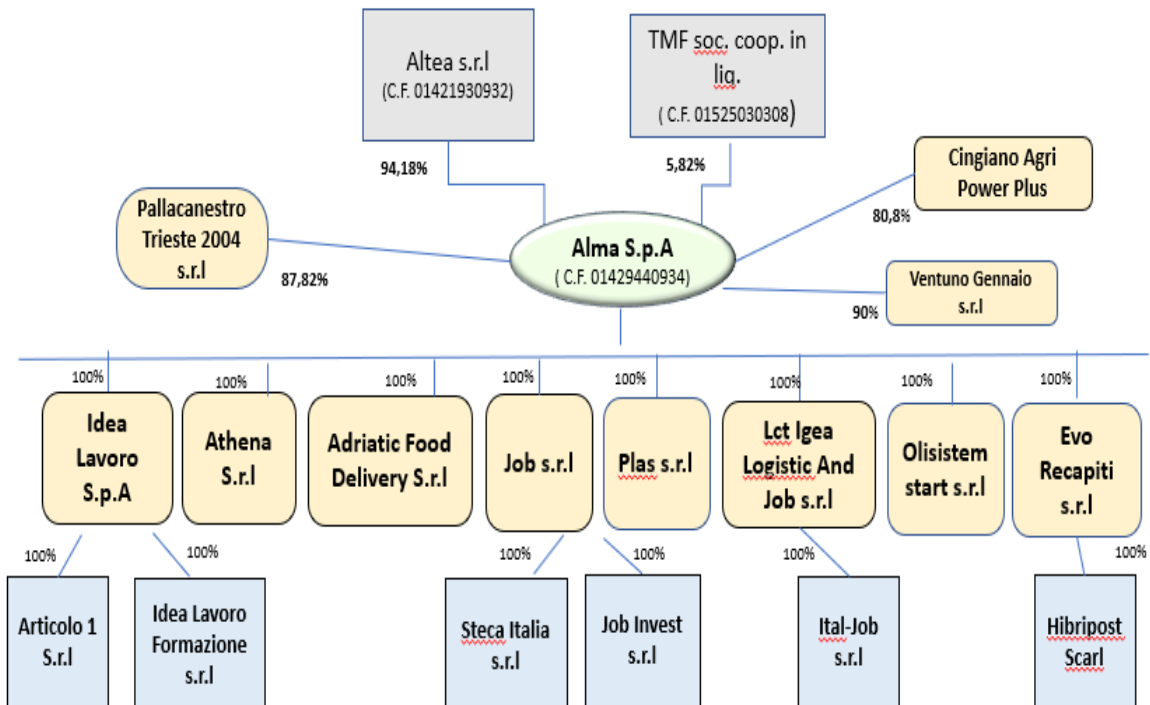 Altea s.r.l
(C.F. 01421930932)
TMF soc. coop. in
liq.
( C.F. 01525030308)
94,18%
5,82%
Cingiano Agri
Power Plus
80,8%
Pallacanestro
Trieste 2004
s.r.l
87,82%
Alma S.p.A
( C.F. 01429440934)
Ventuno Gennaio
s.r.l
90%
100%
100%
100%
100%
100%
100%
100%
100%
Idea
Lavoro
S.p.A
Athena
S.r.l
Adriatic Food
Delivery S.r.l
Job s.r.l
Plas s.r.l
Lct Igea
Logistic And
Job s.r.l
Olisistem
start s.r.l
Evo
Recapiti
s.r.l
100%
100%
100%
100%
100%
100%
Articolo 1
S.r.l
Idea Lavoro
Formazione
s.r.l
Steca Italia
s.r.l
Job Invest
s.r.l
Ital-Job
s.r.l
Hibripost
Scarl